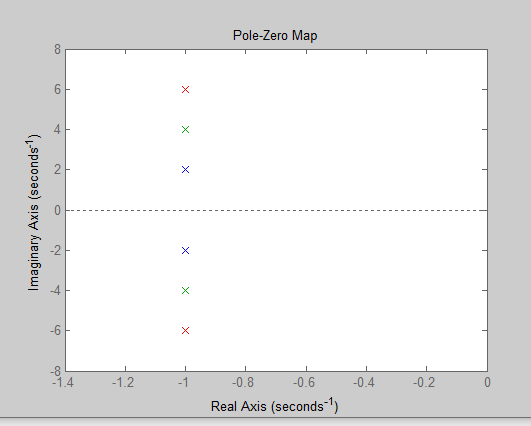 Pole-Zero Map
8
6
4
2
0
-2
-4
-6
-8
Imaginary Axis (seconds⁻¹)
-1.4 -1.2 -1 -0.8 -0.6 -0.4 -0.2 0
Real Axis (seconds⁻¹)